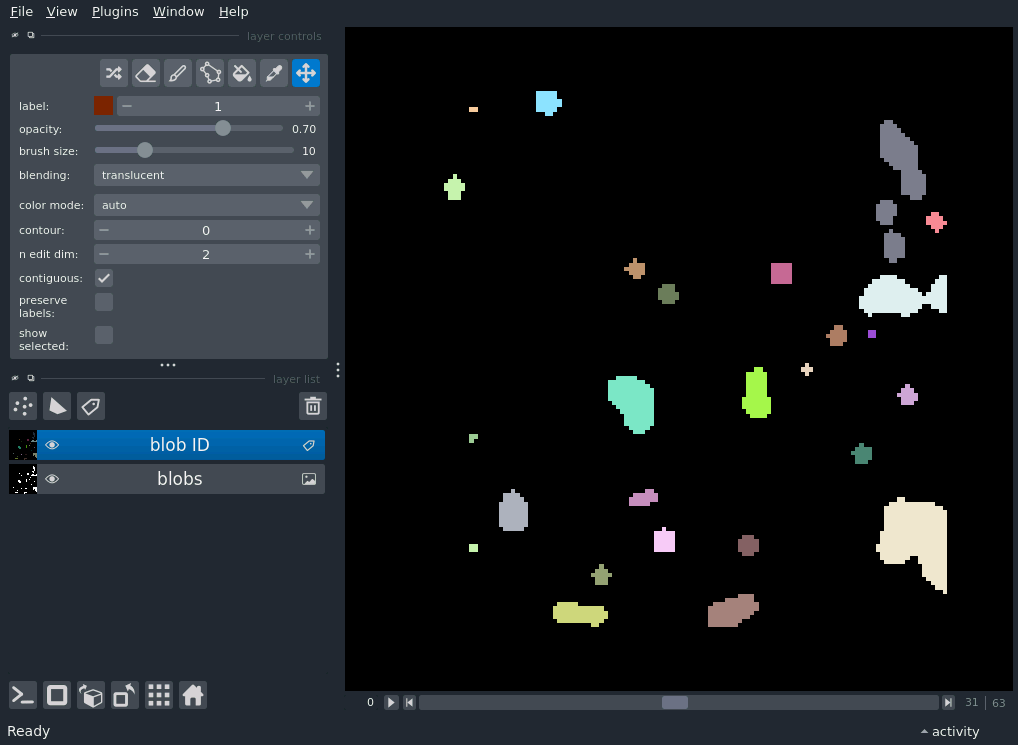 File View Plugins Window Help
layer controls
label: 1
opacity: 0.70
brush size: 10
blending: translucent
color mode: auto
contour: 0
n edit dim: 2
contiguous:
preserve
labels:
show
selected:
layer list
blob ID
blobs
0 31 63
Ready activity